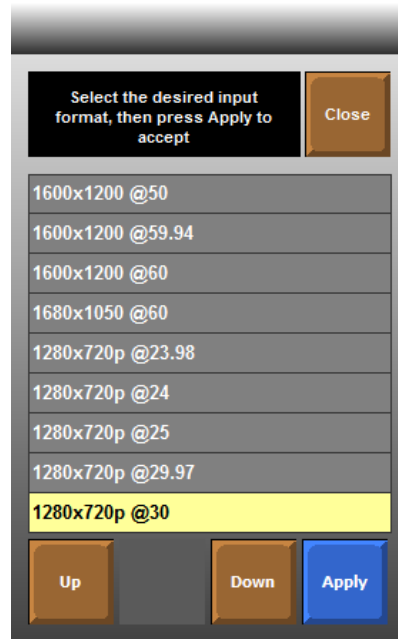 Select the desired input
format, then press Apply to
accept
Close
1600x1200 @50
1600x1200 @59.94
1600x1200 @60
1680x1050 @60
1280x720p @23.98
1280x720p @24
1280x720p @25
1280x720p @29.97
1280x720p @30
Up
Down
Apply